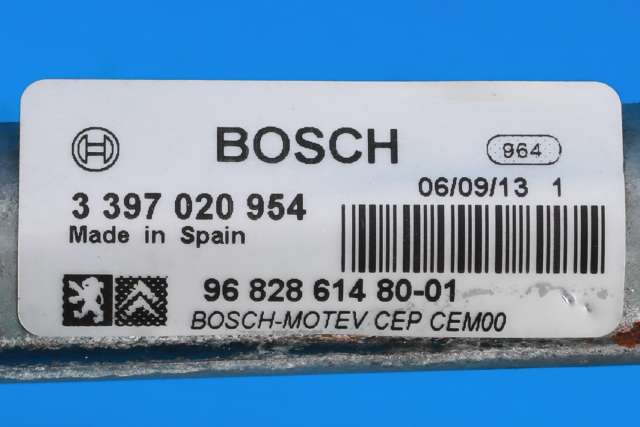 BOSCH
964
06/09/13 1
3 397 020 954
Made in Spain
96 828 614 80-01
BOSCH-MOTEV CEP CEM00